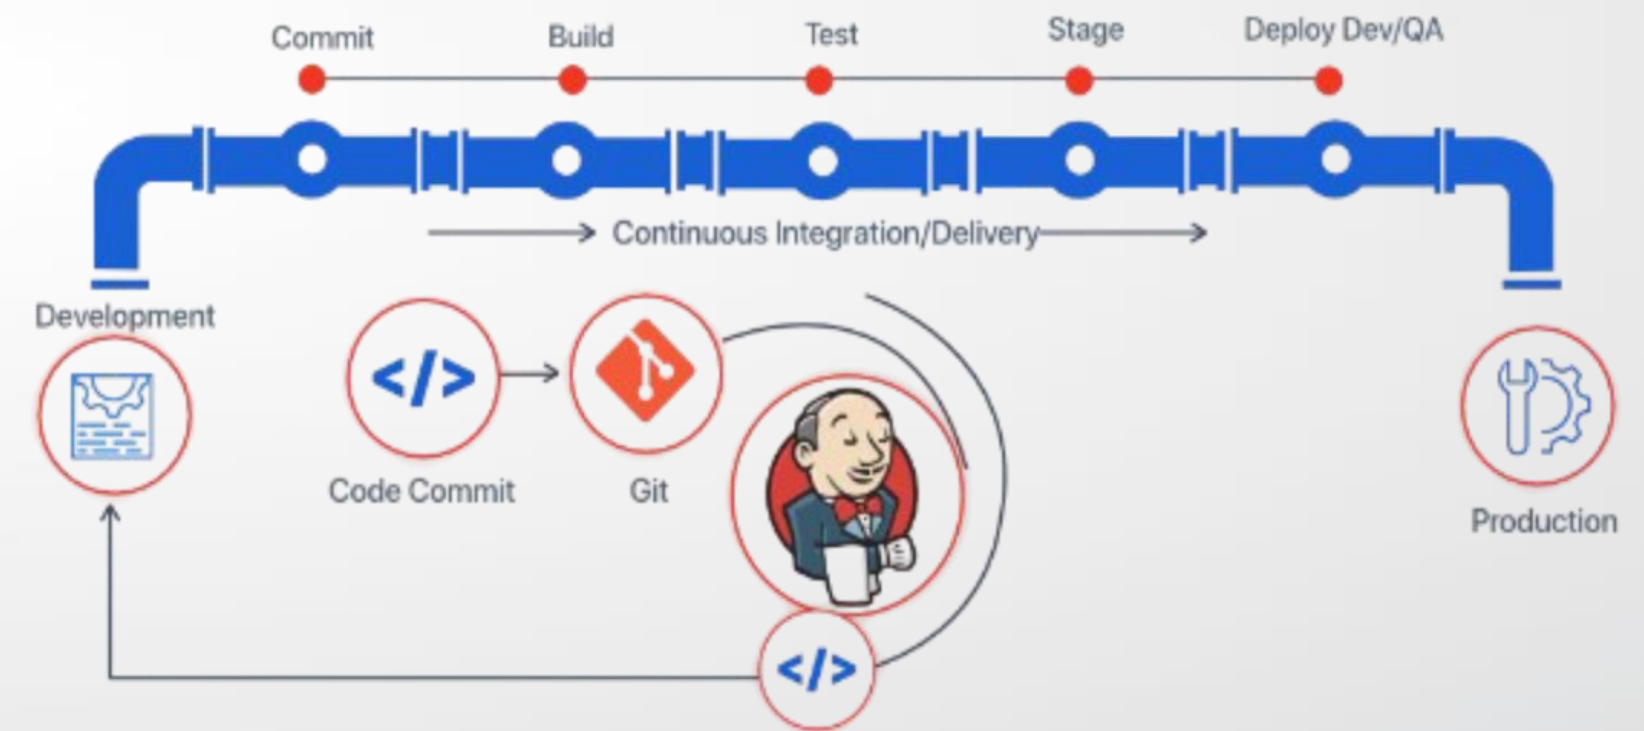 Commit
Build
Test
Stage
Deploy Dev/QA
Continuous Integration/Delivery
Development
</>
Code Commit
Git
Production
</>